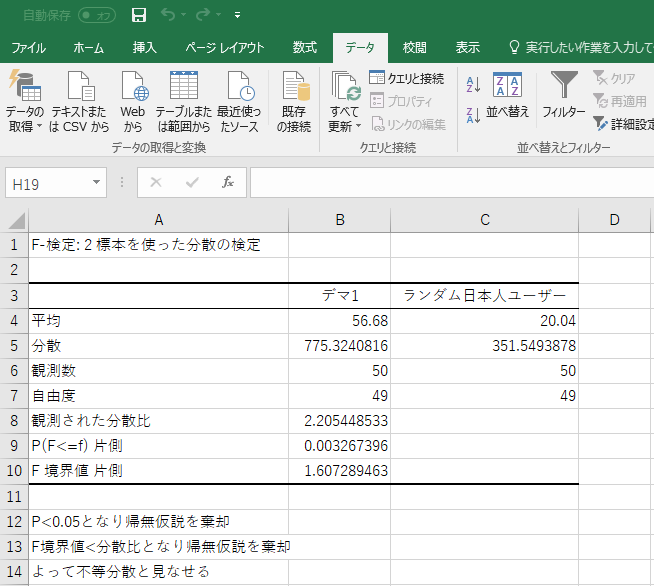 自動保存 オフ
ファイル ホーム 挿入 ページ レイアウト 数式 データ 校閲 表示 実行したい作業を入力して
データの取得 テキストまたは CSV から Web から テーブルまたは範囲から 最近使ったソース 既存の接続 すべて更新 クエリと接続 並べ替え フィルター クリア
プロパティ 再適用
リンクの編集 詳細設定
データの取得と変換 クエリと接続 並べ替えとフィルター
H19 fx
A B C D
1 F-検定: 2 標本を使った分散の検定
2
3 デマ1 ランダム日本人ユーザー
4 平均 56.68 20.04
5 分散 775.3240816 351.5493878
6 観測数 50 50
7 自由度 49 49
8 観測された分散比 2.205448533
9 P(F<=f) 片側 0.003267396
10 F 境界値 片側 1.607289463
11
12 P<0.05となり帰無仮説を棄却
13 F境界値<分散比となり帰無仮説を棄却
14 よって不等分散と見なせる